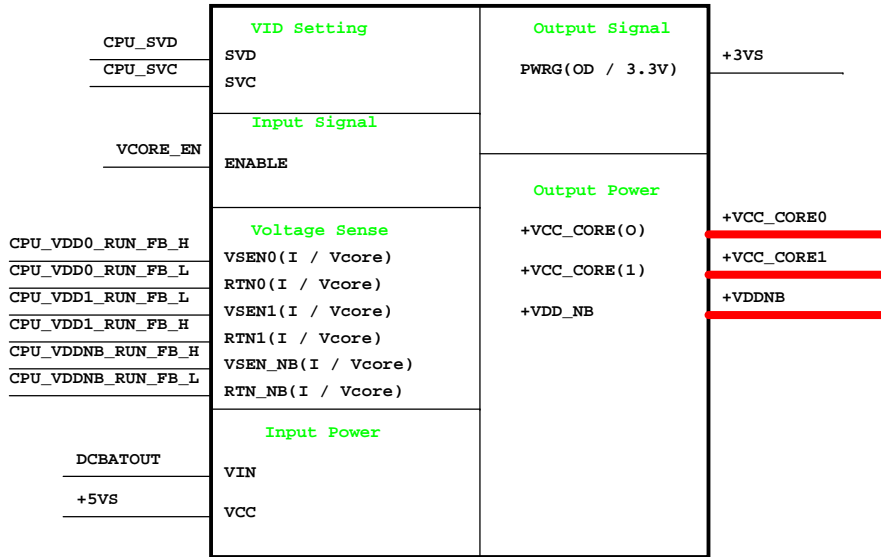 VID Setting
CPU_SVD
SVD
CPU_SVC
SVC
Input Signal
VCORE_EN
ENABLE
Voltage Sense
CPU_VDD0_RUN_FB_H
VSEN0(I / Vcore)
CPU_VDD0_RUN_FB_L
RTN0(I / Vcore)
CPU_VDD1_RUN_FB_L
VSEN1(I / Vcore)
CPU_VDD1_RUN_FB_H
RTN1(I / Vcore)
CPU_VDDNB_RUN_FB_H
VSEN_NB(I / Vcore)
CPU_VDDNB_RUN_FB_L
RTN_NB(I / Vcore)
Input Power
DCBATOUT
VIN
+5VS
VCC
Output Signal
PWRG(OD / 3.3V)
+3VS
Output Power
+VCC_CORE(O)
+VCC_CORE0
+VCC_CORE(1)
+VCC_CORE1
+VDD_NB
+VDDNB